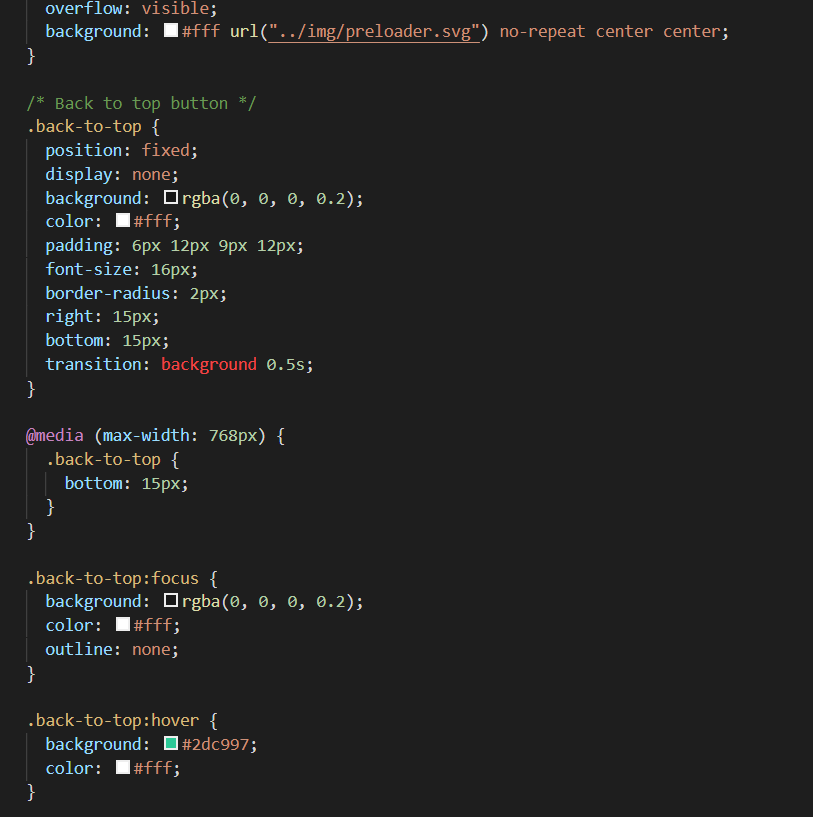 overflow: visible;
background: #fff url("../img/preloader.svg") no-repeat center center;
}
/* Back to top button */
.back-to-top {
position: fixed;
display: none;
background: rgba(0, 0, 0, 0.2);
color: #fff;
padding: 6px 12px 9px 12px;
font-size: 16px;
border-radius: 2px;
right: 15px;
bottom: 15px;
transition: background 0.5s;
}
@media (max-width: 768px) {
.back-to-top {
bottom: 15px;
}
}
.back-to-top:focus {
background: rgba(0, 0, 0, 0.2);
color: #fff;
outline: none;
}
.back-to-top:hover {
background: #2dc997;
color: #fff;
}